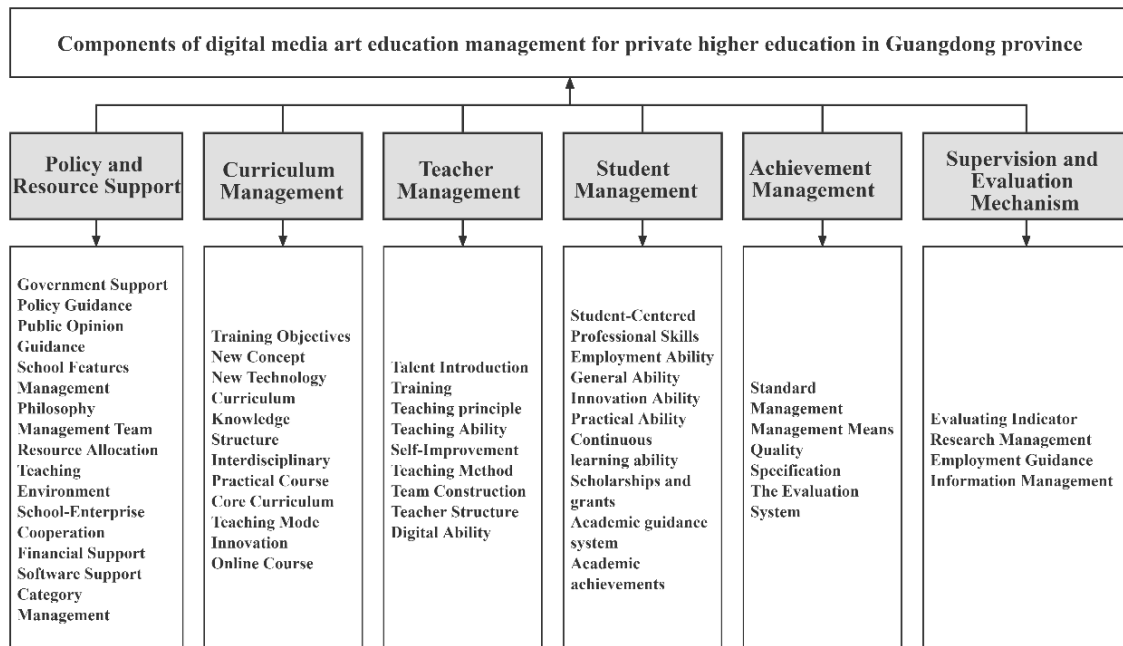 Components of digital media art education management for private higher education in Guangdong province
Policy and
Resource Support
Curriculum
Management
Teacher
Management
Student
Management
Achievement
Management
Supervision and
Evaluation
Mechanism
Government Support
Policy Guidance
Public Opinion
Guidance
School Features
Management
Philosophy
Management Team
Resource Allocation
Teaching
Environment
School-Enterprise
Cooperation
Financial Support
Software Support
Category
Management
Training Objectives
New Concept
New Technology
Curriculum
Knowledge
Structure
Interdisciplinary
Practical Course
Core Curriculum
Teaching Mode
Innovation
Online Course
Talent Introduction
Training
Teaching principle
Teaching Ability
Self-Improvement
Teaching Method
Team Construction
Teacher Structure
Digital Ability
Student-Centered
Professional Skills
Employment Ability
General Ability
Innovation Ability
Practical Ability
Continuous
learning ability
Scholarships and
grants
Academic guidance
system
Academic
achievements
Standard
Management
Management Means
Quality
Specification
The Evaluation
System
Evaluating Indicator
Research Management
Employment Guidance
Information Management